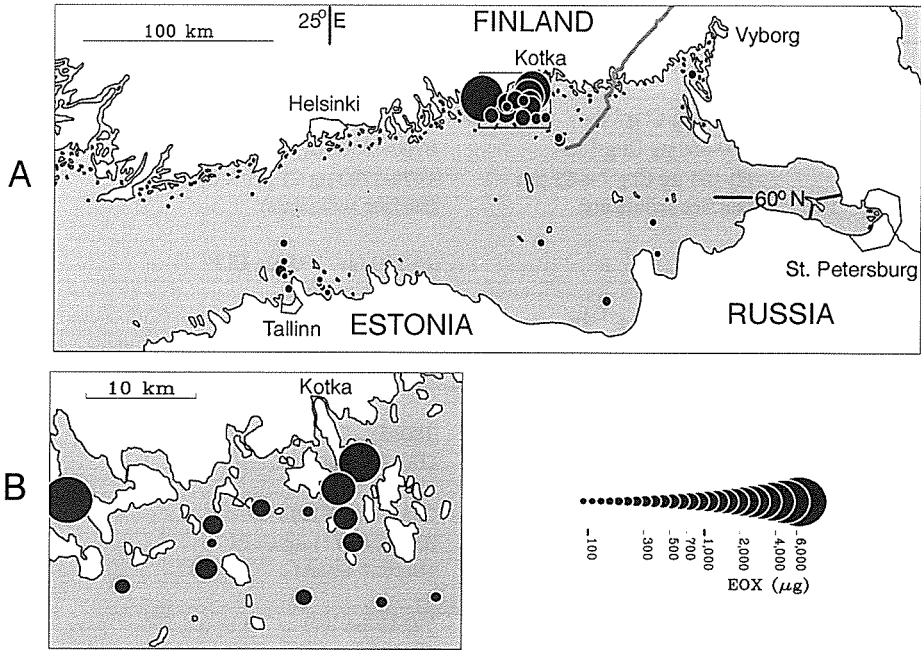 A
100 km
25° E
FINLAND
Kotka
Vyborg
Helsinki
60° N
St. Petersburg
Tallinn
ESTONIA
RUSSIA
B
10 km
Kotka
-100
-300
-500
-700
-1,000
-2,000
-4,000
-6,000
EOX (µg)